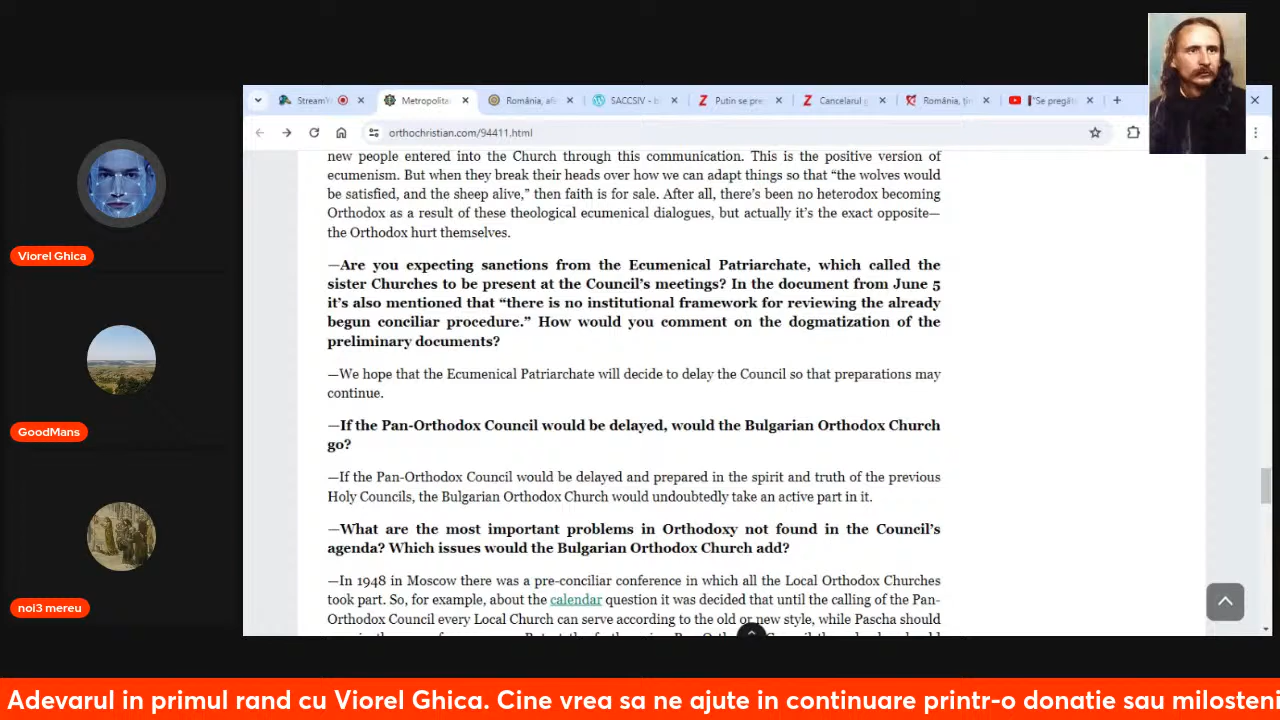 StreamY
Metropolita
România, afe
SACCSIV - b
Putin se pre
Cancelarul g
România, țin
"Se pregăt
orthochristian.com/94411.html
new people entered into the Church through this communication. This is the positive version of
ecumenism. But when they break their heads over how we can adapt things so that “the wolves would
be satisfied, and the sheep alive,” then faith is for sale. After all, there’s been no heterodox becoming
Orthodox as a result of these theological ecumenical dialogues, but actually it’s the exact opposite—
the Orthodox hurt themselves.
—Are you expecting sanctions from the Ecumenical Patriarchate, which called the
sister Churches to be present at the Council’s meetings? In the document from June 5
it’s also mentioned that “there is no institutional framework for reviewing the already
begun conciliar procedure.” How would you comment on the dogmatization of the
preliminary documents?
—We hope that the Ecumenical Patriarchate will decide to delay the Council so that preparations may
continue.
—If the Pan-Orthodox Council would be delayed, would the Bulgarian Orthodox Church
go?
—If the Pan-Orthodox Council would be delayed and prepared in the spirit and truth of the previous
Holy Councils, the Bulgarian Orthodox Church would undoubtedly take an active part in it.
—What are the most important problems in Orthodoxy not found in the Council’s
agenda? Which issues would the Bulgarian Orthodox Church add?
—In 1948 in Moscow there was a pre-conciliar conference in which all the Local Orthodox Churches
took part. So, for example, about the calendar question it was decided that until the calling of the Pan-
Orthodox Council every Local Church can serve according to the old or new style, while Pascha should
Viorel Ghica
GoodMans
noi3 mereu
Adevarul in primul rand cu Viorel Ghica. Cine vrea sa ne ajute in continuare printr-o donatie sau milosteni